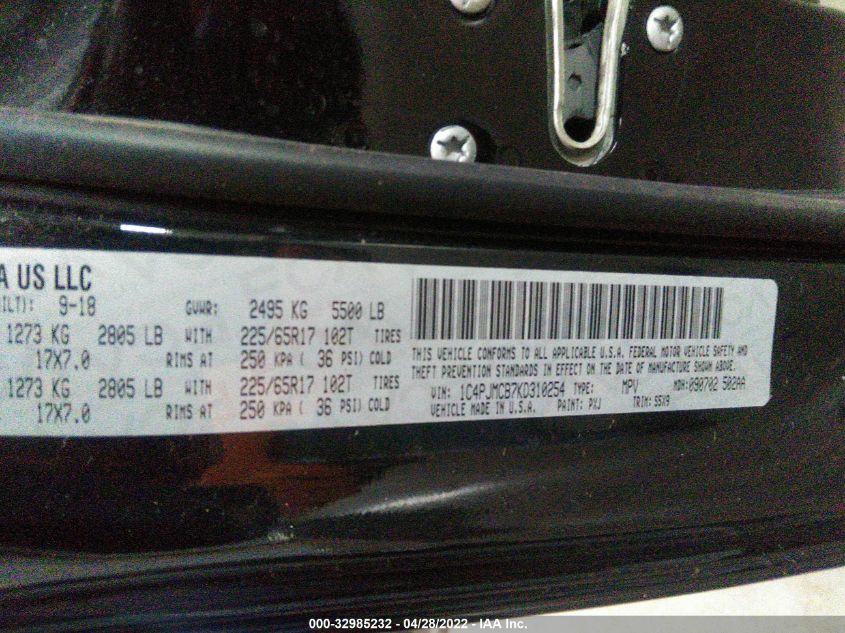 A US LLC
ILT): 9-18 GVWR: 2495 KG 5500 LB
1273 KG 2805 LB WITH 225/65R17 102T TIRES
17X7.0 RIMS AT 250 KPA ( 36 PSI) COLD
1273 KG 2805 LB WITH 225/65R17 102T TIRES
17X7.0 RIMS AT 250 KPA ( 36 PSI) COLD
THIS VEHICLE CONFORMS TO ALL APPLICABLE U.S.A. FEDERAL MOTOR VEHICLE SAFETY AND
THEFT PREVENTION STANDARDS IN EFFECT ON THE DATE OF MANUFACTURE SHOWN ABOVE.
VIN: 1C4PJMCB7KD310254 TYPE: MPV MDH: 090702 502AA
VEHICLE MADE IN U.S.A. PAINT: PXJ TRIM: S5X9
000-32985232 - 04/28/2022 - IAA Inc.